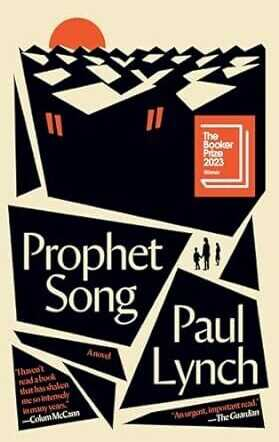 The
Booker
Prize
2023
Winner
Prophet
Song
A novel
Paul
Lynch
"I haven't
read a book
that has shaken
me so intensely
in many years."
—Colum McCann
"An urgent, important read."
—The Guardian